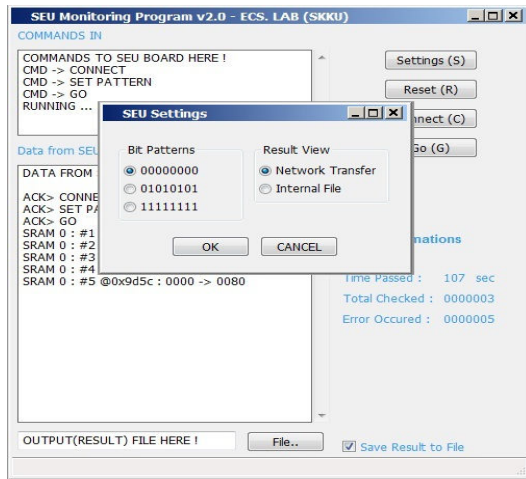 SEU Monitoring Program v2.0 - ECS. LAB (SKKU)
COMMANDS IN
COMMANDS TO SEU BOARD HERE !
CMD -> CONNECT
CMD -> SET PATTERN
CMD -> GO
RUNNING ...
Settings (S)
Reset (R)
nnect (C)
Go (G)
SEU Settings
Bit Patterns
00000000
01010101
11111111
Result View
Network Transfer
Internal File
OK
CANCEL
Data from SEU
DATA FROM
ACK> CONNE
ACK> SET PA
ACK> GO
SRAM 0 : #1
SRAM 0 : #2
SRAM 0 : #3
SRAM 0 : #4
SRAM 0 : #5 @0x9d5c : 0000 -> 0080
nations
Time Passed : 107 sec
Total Checked : 0000003
Error Occured : 0000005
OUTPUT(RESULT) FILE HERE !
File..
Save Result to File